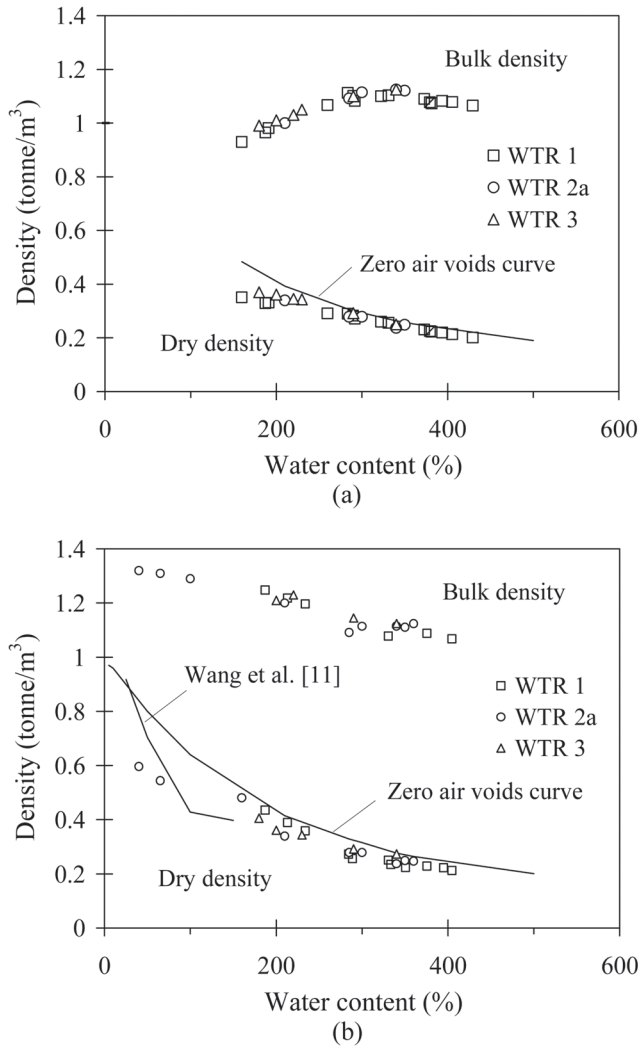 1.4
Bulk density
1.2
1
WTR 1
WTR 2a
0.8
WTR 3
Density (tonne/m³)
0.6
Zero air voids curve
0.4
Dry density
0.2
0
0
200
400
600
Water content (%)
(a)
1.4
Bulk density
1.2
1
Wang et al. [11]
WTR 1
WTR 2a
0.8
WTR 3
Density (tonne/m³)
0.6
Zero air voids curve
0.4
Dry density
0.2
0
0
200
400
600
Water content (%)
(b)